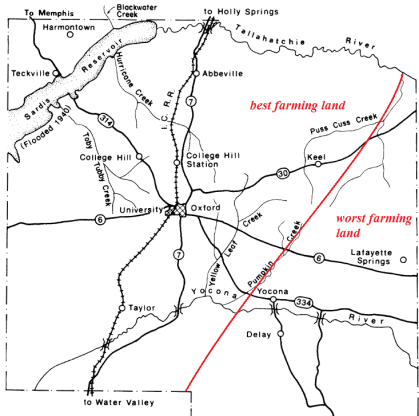 to Memphis
Blackwater
Creek
to Holly Springs
Harmontown
Tallahatchie River
Teckville
Sardis Reservoir
(Flooded 1940)
Hurricane Creek
Abbeville
I. C. R. R.
7
best farming land
Puss Cuss Creek
314
Toby
Tubby Creek
College Hill
College Hill
Station
Keel
30
University
Oxford
6
worst farming
land
Yellow
Leaf
Creek
Pumpkin
Creek
7
6
Lafayette
Springs
Yocona River
Yocona
334
Taylor
Delay
to Water Valley